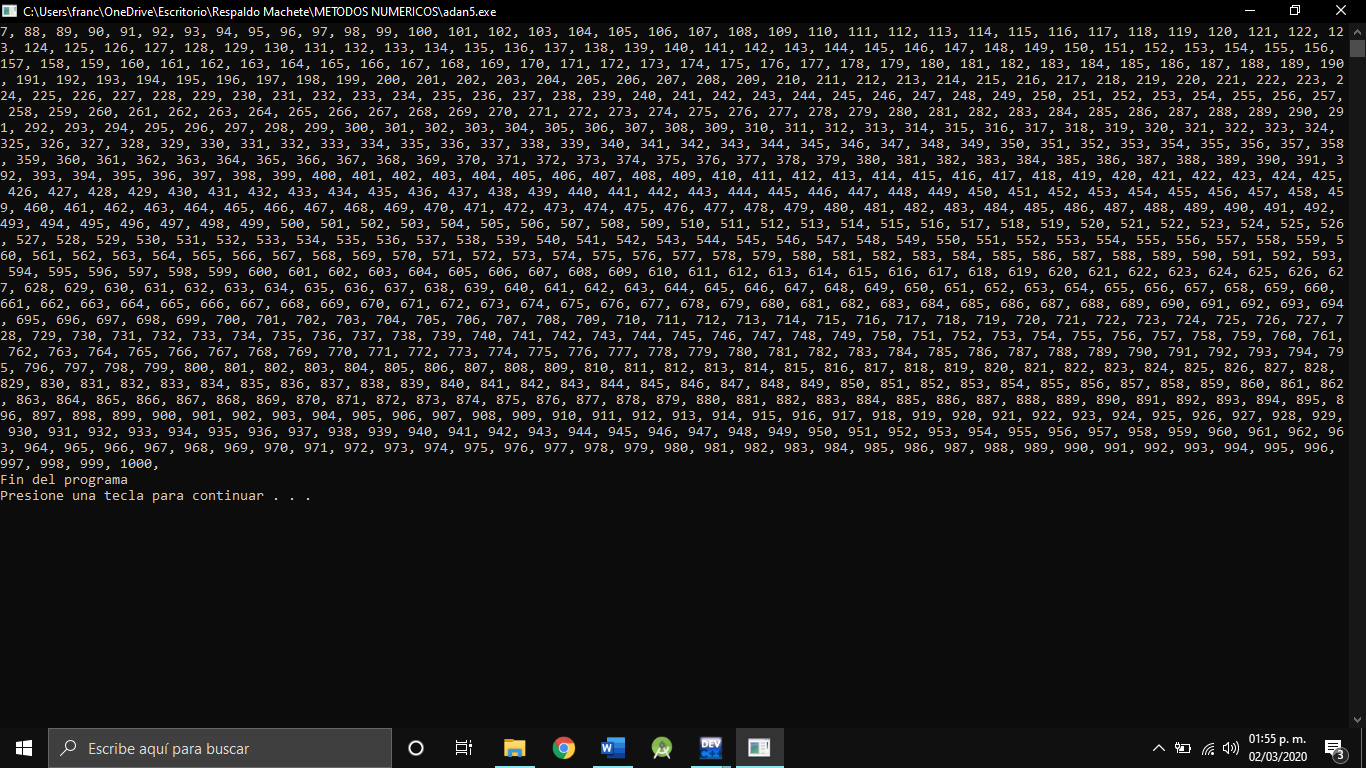 C:\Users\franc\OneDrive\Escritorio\Respaldo Machete\METODOS NUMERICOS\adan5.exe
7, 88, 89, 90, 91, 92, 93, 94, 95, 96, 97, 98, 99, 100, 101, 102, 103, 104, 105, 106, 107, 108, 109, 110, 111, 112, 113, 114, 115, 116, 117, 118, 119, 120, 121, 122, 12
3, 124, 125, 126, 127, 128, 129, 130, 131, 132, 133, 134, 135, 136, 137, 138, 139, 140, 141, 142, 143, 144, 145, 146, 147, 148, 149, 150, 151, 152, 153, 154, 155, 156,
157, 158, 159, 160, 161, 162, 163, 164, 165, 166, 167, 168, 169, 170, 171, 172, 173, 174, 175, 176, 177, 178, 179, 180, 181, 182, 183, 184, 185, 186, 187, 188, 189, 190
, 191, 192, 193, 194, 195, 196, 197, 198, 199, 200, 201, 202, 203, 204, 205, 206, 207, 208, 209, 210, 211, 212, 213, 214, 215, 216, 217, 218, 219, 220, 221, 222, 223, 2
24, 225, 226, 227, 228, 229, 230, 231, 232, 233, 234, 235, 236, 237, 238, 239, 240, 241, 242, 243, 244, 245, 246, 247, 248, 249, 250, 251, 252, 253, 254, 255, 256, 257,
258, 259, 260, 261, 262, 263, 264, 265, 266, 267, 268, 269, 270, 271, 272, 273, 274, 275, 276, 277, 278, 279, 280, 281, 282, 283, 284, 285, 286, 287, 288, 289, 290, 29
1, 292, 293, 294, 295, 296, 297, 298, 299, 300, 301, 302, 303, 304, 305, 306, 307, 308, 309, 310, 311, 312, 313, 314, 315, 316, 317, 318, 319, 320, 321, 322, 323, 324,
325, 326, 327, 328, 329, 330, 331, 332, 333, 334, 335, 336, 337, 338, 339, 340, 341, 342, 343, 344, 345, 346, 347, 348, 349, 350, 351, 352, 353, 354, 355, 356, 357, 358
, 359, 360, 361, 362, 363, 364, 365, 366, 367, 368, 369, 370, 371, 372, 373, 374, 375, 376, 377, 378, 379, 380, 381, 382, 383, 384, 385, 386, 387, 388, 389, 390, 391, 3
92, 393, 394, 395, 396, 397, 398, 399, 400, 401, 402, 403, 404, 405, 406, 407, 408, 409, 410, 411, 412, 413, 414, 415, 416, 417, 418, 419, 420, 421, 422, 423, 424, 425,
426, 427, 428, 429, 430, 431, 432, 433, 434, 435, 436, 437, 438, 439, 440, 441, 442, 443, 444, 445, 446, 447, 448, 449, 450, 451, 452, 453, 454, 455, 456, 457, 458, 45
9, 460, 461, 462, 463, 464, 465, 466, 467, 468, 469, 470, 471, 472, 473, 474, 475, 476, 477, 478, 479, 480, 481, 482, 483, 484, 485, 486, 487, 488, 489, 490, 491, 492,
493, 494, 495, 496, 497, 498, 499, 500, 501, 502, 503, 504, 505, 506, 507, 508, 509, 510, 511, 512, 513, 514, 515, 516, 517, 518, 519, 520, 521, 522, 523, 524, 525, 526
, 527, 528, 529, 530, 531, 532, 533, 534, 535, 536, 537, 538, 539, 540, 541, 542, 543, 544, 545, 546, 547, 548, 549, 550, 551, 552, 553, 554, 555, 556, 557, 558, 559, 5
60, 561, 562, 563, 564, 565, 566, 567, 568, 569, 570, 571, 572, 573, 574, 575, 576, 577, 578, 579, 580, 581, 582, 583, 584, 585, 586, 587, 588, 589, 590, 591, 592, 593,
594, 595, 596, 597, 598, 599, 600, 601, 602, 603, 604, 605, 606, 607, 608, 609, 610, 611, 612, 613, 614, 615, 616, 617, 618, 619, 620, 621, 622, 623, 624, 625, 626, 62
7, 628, 629, 630, 631, 632, 633, 634, 635, 636, 637, 638, 639, 640, 641, 642, 643, 644, 645, 646, 647, 648, 649, 650, 651, 652, 653, 654, 655, 656, 657, 658, 659, 660,
661, 662, 663, 664, 665, 666, 667, 668, 669, 670, 671, 672, 673, 674, 675, 676, 677, 678, 679, 680, 681, 682, 683, 684, 685, 686, 687, 688, 689, 690, 691, 692, 693, 694
, 695, 696, 697, 698, 699, 700, 701, 702, 703, 704, 705, 706, 707, 708, 709, 710, 711, 712, 713, 714, 715, 716, 717, 718, 719, 720, 721, 722, 723, 724, 725, 726, 727, 7
28, 729, 730, 731, 732, 733, 734, 735, 736, 737, 738, 739, 740, 741, 742, 743, 744, 745, 746, 747, 748, 749, 750, 751, 752, 753, 754, 755, 756, 757, 758, 759, 760, 761,
762, 763, 764, 765, 766, 767, 768, 769, 770, 771, 772, 773, 774, 775, 776, 777, 778, 779, 780, 781, 782, 783, 784, 785, 786, 787, 788, 789, 790, 791, 792, 793, 794, 79
5, 796, 797, 798, 799, 800, 801, 802, 803, 804, 805, 806, 807, 808, 809, 810, 811, 812, 813, 814, 815, 816, 817, 818, 819, 820, 821, 822, 823, 824, 825, 826, 827, 828,
829, 830, 831, 832, 833, 834, 835, 836, 837, 838, 839, 840, 841, 842, 843, 844, 845, 846, 847, 848, 849, 850, 851, 852, 853, 854, 855, 856, 857, 858, 859, 860, 861, 862
, 863, 864, 865, 866, 867, 868, 869, 870, 871, 872, 873, 874, 875, 876, 877, 878, 879, 880, 881, 882, 883, 884, 885, 886, 887, 888, 889, 890, 891, 892, 893, 894, 895, 8
96, 897, 898, 899, 900, 901, 902, 903, 904, 905, 906, 907, 908, 909, 910, 911, 912, 913, 914, 915, 916, 917, 918, 919, 920, 921, 922, 923, 924, 925, 926, 927, 928, 929,
930, 931, 932, 933, 934, 935, 936, 937, 938, 939, 940, 941, 942, 943, 944, 945, 946, 947, 948, 949, 950, 951, 952, 953, 954, 955, 956, 957, 958, 959, 960, 961, 962, 96
3, 964, 965, 966, 967, 968, 969, 970, 971, 972, 973, 974, 975, 976, 977, 978, 979, 980, 981, 982, 983, 984, 985, 986, 987, 988, 989, 990, 991, 992, 993, 994, 995, 996,
997, 998, 999, 1000,
Fin del programa
Presione una tecla para continuar . . .
Escribe aquí para buscar
W
DEV
01:55 p. m.
02/03/2020
3